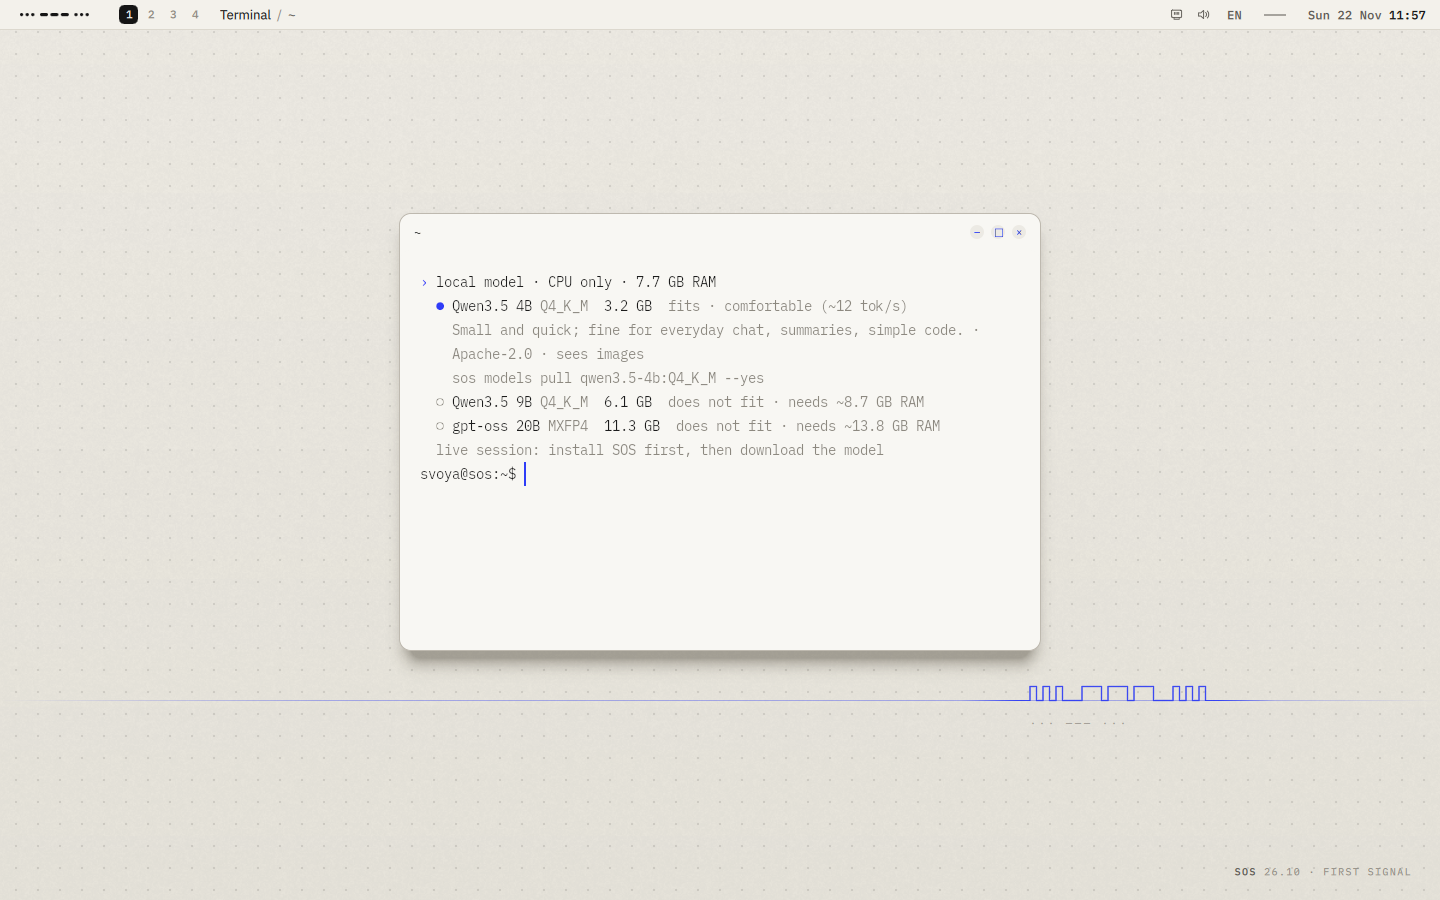 1 2 3 4 Terminal / ~ EN Sun 22 Nov 11:57
~
› local model · CPU only · 7.7 GB RAM
● Qwen3.5 4B Q4_K_M 3.2 GB fits · comfortable (~12 tok/s)
Small and quick; fine for everyday chat, summaries, simple code. ·
Apache-2.0 · sees images
sos models pull qwen3.5-4b:Q4_K_M --yes
○ Qwen3.5 9B Q4_K_M 6.1 GB does not fit · needs ~8.7 GB RAM
○ gpt-oss 20B MXFP4 11.3 GB does not fit · needs ~13.8 GB RAM
live session: install SOS first, then download the model
svoya@sos:~$
··· ——— ···
SOS 26.10 · FIRST SIGNAL